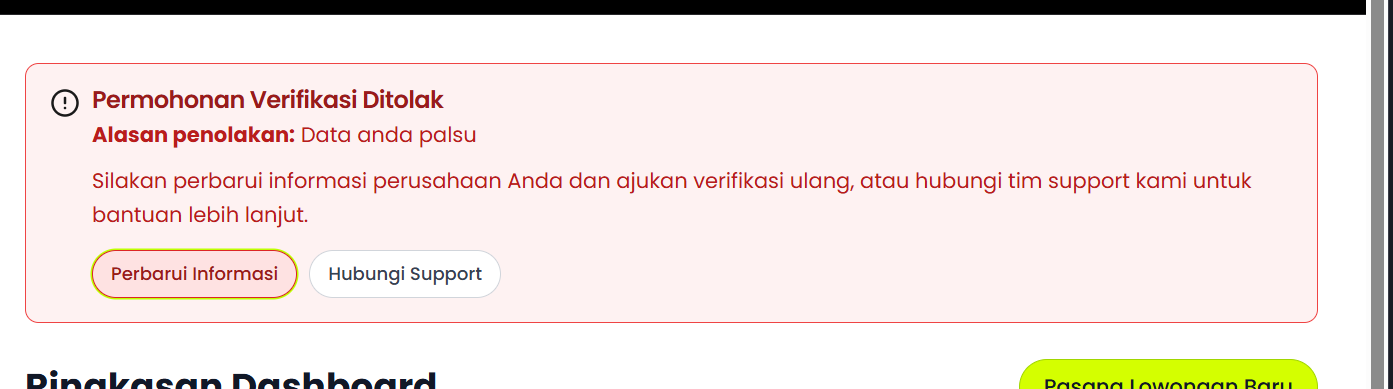 Permohonan Verifikasi Ditolak
Alasan penolakan: Data anda palsu
Silakan perbarui informasi perusahaan Anda dan ajukan verifikasi ulang, atau hubungi tim support kami untuk
bantuan lebih lanjut.
Perbarui Informasi
Hubungi Support
Ringkasan Dashboard
Pasang Lowongan Baru